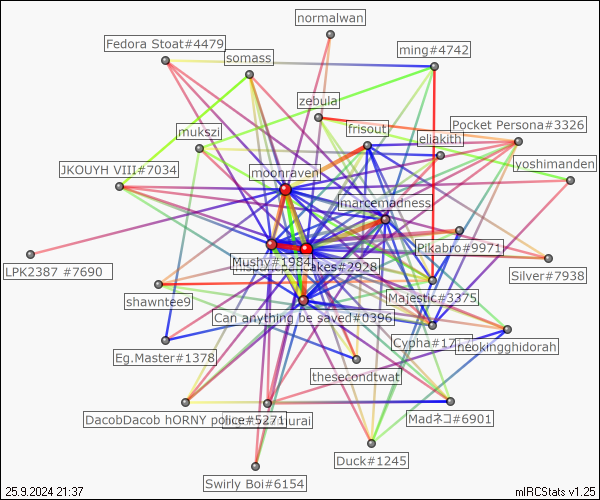 normalwan
Fedora Stoat#4479
ming#4742
somass
zebula
Pocket Persona#3326
mukszi
frisout
eliakith
JKOUYH VIII#7034
moonraven
yoshimanden
marcemadness
Pikabro#9971
Mushy#1984
akes#2928
LPK2387 #7690
Silver#7938
shawntee9
Majestic#3375
Can anything be saved#0396
Cypha#17
neokingghidorah
Eg.Master#1378
thesecondtwat
DacobDacob hORNY police#5271
urai
Madネコ#6901
Duck#1245
Swirly Boi#6154
25.9.2024 21:37
mIRCStats v1.25